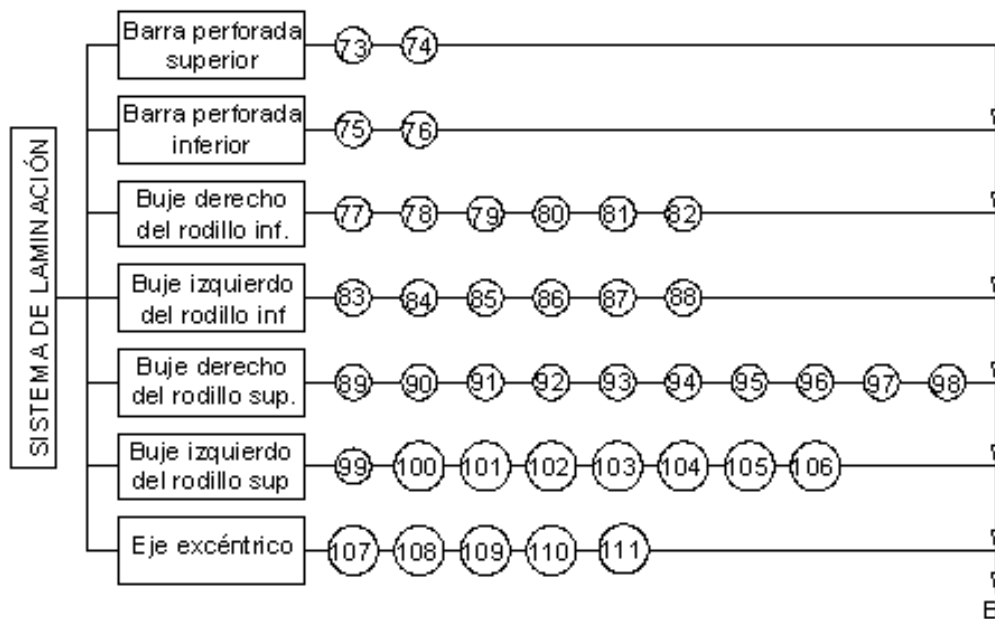 SISTEMA DE LAMINACIÓN
Barra perforada
superior
73 74
Barra perforada
inferior
75 76
Buje derecho
del rodillo inf.
77 78 79 80 81 82
Buje izquierdo
del rodillo inf
83 84 85 86 87 88
Buje derecho
del rodillo sup.
89 90 91 92 93 94 95 96 97 98
Buje izquierdo
del rodillo sup
99 100 101 102 103 104 105 106
Eje excéntrico
107 108 109 110 111